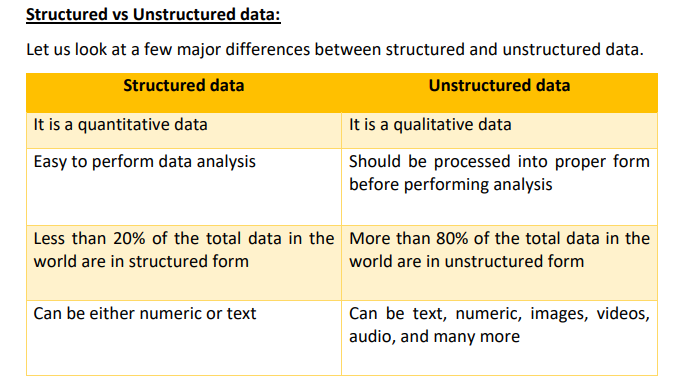 Structured vs Unstructured data:
Let us look at a few major differences between structured and unstructured data.
Structured data
Unstructured data
It is a quantitative data
It is a qualitative data
Easy to perform data analysis
Should be processed into proper form
before performing analysis
Less than 20% of the total data in the
world are in structured form
More than 80% of the total data in the
world are in unstructured form
Can be either numeric or text
Can be text, numeric, images, videos,
audio, and many more